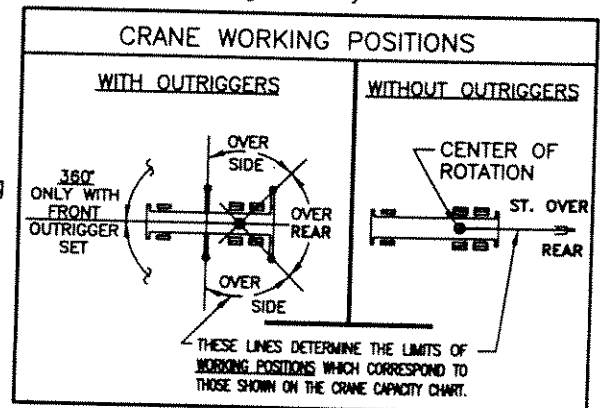 CRANE WORKING POSITIONS
WITH OUTRIGGERS
OVER
SIDE
360°
ONLY WITH
FRONT
OUTRIGGER
SET
OVER
REAR
OVER
SIDE
WITHOUT OUTRIGGERS
CENTER OF
ROTATION
ST. OVER
REAR
THESE LINES DETERMINE THE LIMITS OF
WORKING POSITIONS WHICH CORRESPOND TO
THOSE SHOWN ON THE CRANE CAPACITY CHART.